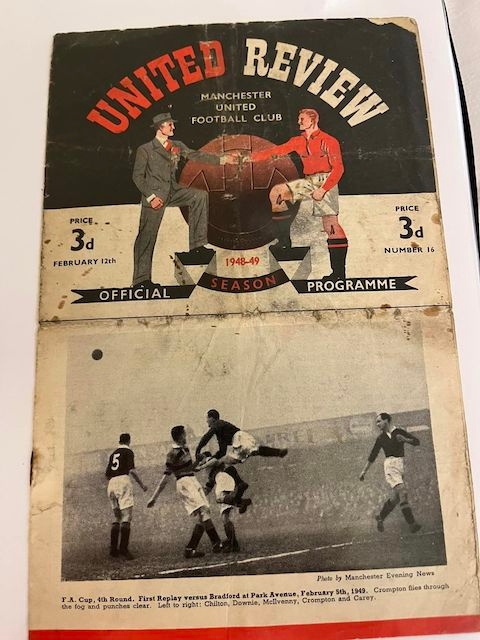 UNITED REVIEW
MANCHESTER
UNITED
FOOTBALL CLUB
PRICE
3d
FEBRUARY 12th
PRICE
3d
NUMBER 16
1948-49
OFFICIAL SEASON PROGRAMME
5
Photo by Manchester Evening News
F.A. Cup, 4th Round. First Replay versus Bradford at Park Avenue, February 5th, 1949. Crompton flies through
the fog and punches clear. Left to right: Chilton, Downie, McIlvenny, Crompton and Carey.